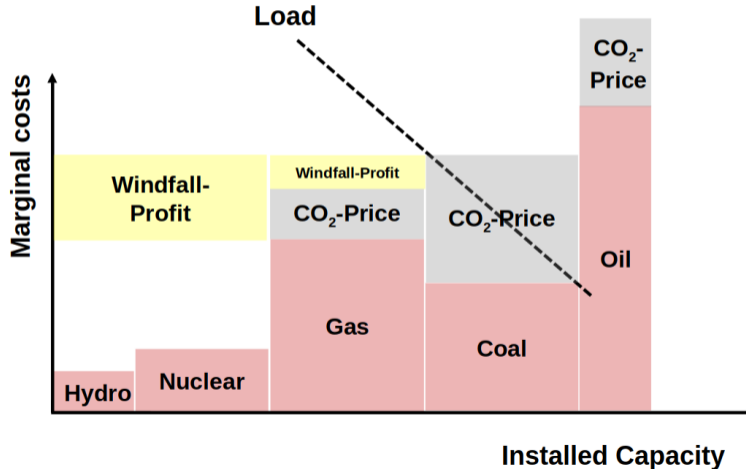 Load
Marginal costs
CO₂-
Price
Windfall-
Profit
Windfall-Profit
CO₂-Price
CO₂-Price
Oil
Gas
Coal
Nuclear
Hydro
Installed Capacity